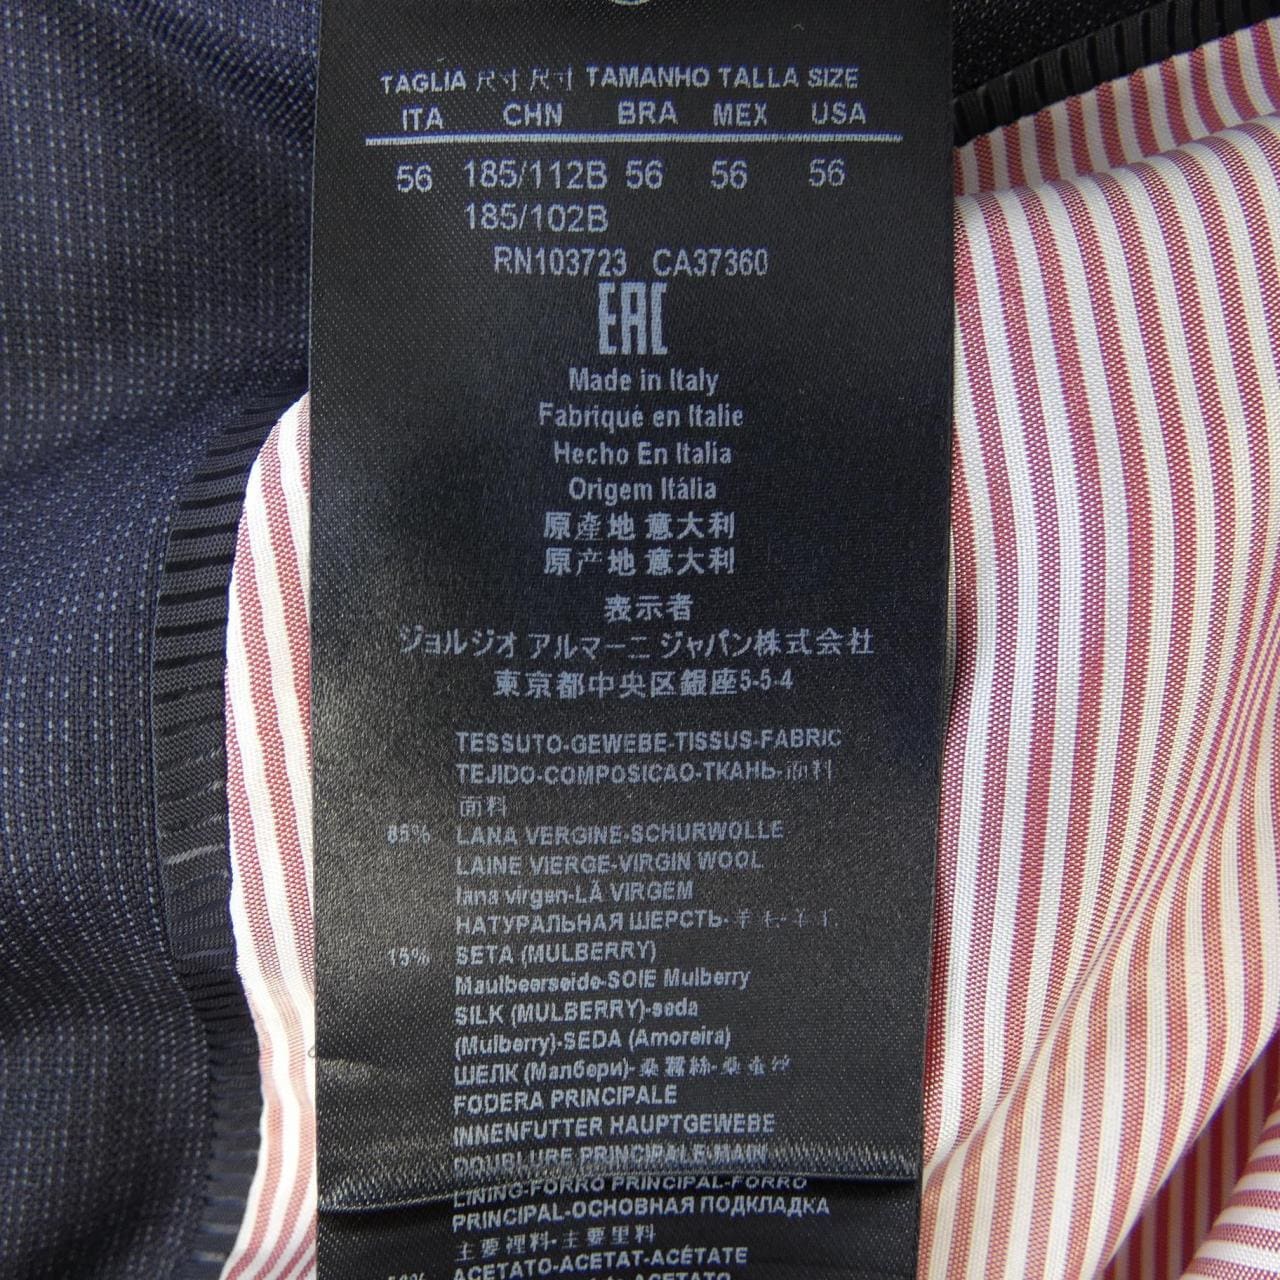 TAGLIA 尺寸 尺寸 TAMANHO TALLA SIZE
ITA CHN BRA MEX USA
56 185/112B 56 56 56
185/102B
RN103723 CA37360
EAC
Made in Italy
Fabriqué en Italie
Hecho En Italia
Origem Itália
原產地 意大利
原产地 意大利
表示者
ジョルジオ アルマーニ ジャパン株式会社
東京都中央区銀座5-5-4
TESSUTO-GEWEBE-TISSUS-FABRIC
TEJIDO-COMPOSICAO-ТКАНЬ-面料
面料
85% LANA VERGINE-SCHURWOLLE
LAINE VIERGE-VIRGIN WOOL
lana virgen-LÃ VIRGEM
НАТУРАЛЬНАЯ ШЕРСТЬ-羊毛-羊毛
15% SETA (MULBERRY)
Maulbeerseide-SOIE Mulberry
SILK (MULBERRY)-seda
(Mulberry)-SEDA (Amoreira)
ШЕЛК (Малбери)-桑蠶絲-桑蚕丝
FODERA PRINCIPALE
INNENFUTTER HAUPTGEWEBE
DOUBLURE PRINCIPALE-MAIN
LINING-FORRO PRINCIPAL-FORRO
PRINCIPAL-ОСНОВНАЯ ПОДКЛАДКА
主要裡料-主要里料
ACETATO-ACETAT-ACÉTATE